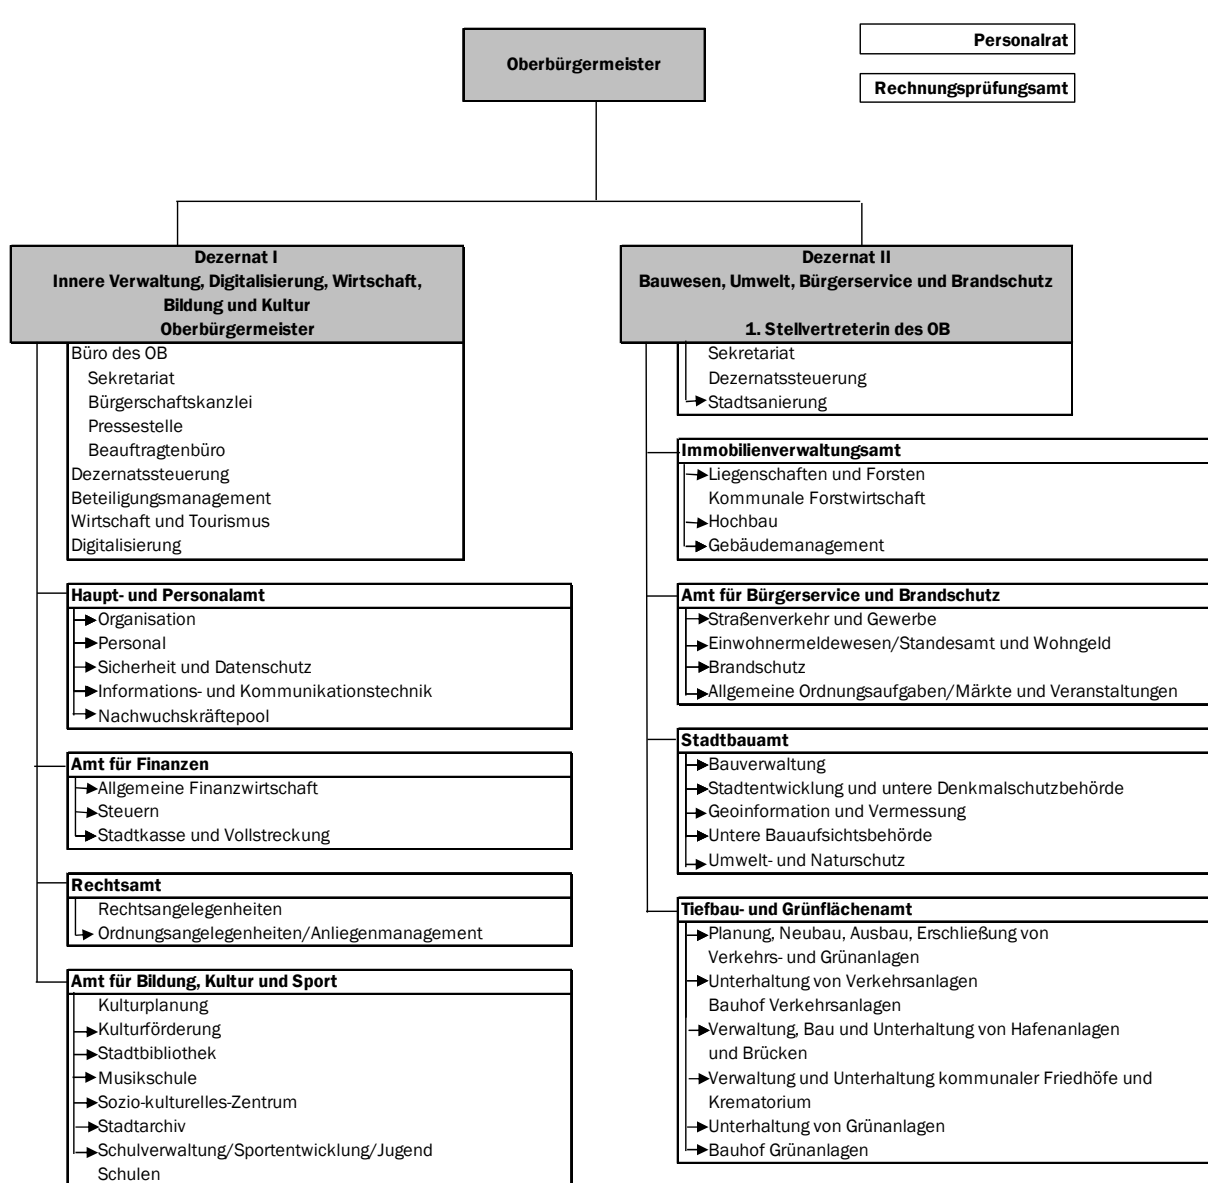 Oberbürgermeister
Personalrat
Rechnungsprüfungsamt
Dezernat I
Innere Verwaltung, Digitalisierung, Wirtschaft,
Bildung und Kultur
Oberbürgermeister
Büro des OB
Sekretariat
Bürgerschaftskanzlei
Pressestelle
Beauftragtenbüro
Dezernatssteuerung
Beteiligungsmanagement
Wirtschaft und Tourismus
Digitalisierung
Haupt- und Personalamt
Organisation
Personal
Sicherheit und Datenschutz
Informations- und Kommunikationstechnik
Nachwuchskräftepool
Amt für Finanzen
Allgemeine Finanzwirtschaft
Steuern
Stadtkasse und Vollstreckung
Rechtsamt
Rechtsangelegenheiten
Ordnungsangelegenheiten/Anliegenmanagement
Amt für Bildung, Kultur und Sport
Kulturplanung
Kulturförderung
Stadtbibliothek
Musikschule
Sozio-kulturelles-Zentrum
Stadtarchiv
Schulverwaltung/Sportentwicklung/Jugend
Schulen
Dezernat II
Bauwesen, Umwelt, Bürgerservice und Brandschutz
1. Stellvertreterin des OB
Sekretariat
Dezernatssteuerung
Stadtsanierung
Immobilienverwaltungsamt
Liegenschaften und Forsten
Kommunale Forstwirtschaft
Hochbau
Gebäudemanagement
Amt für Bürgerservice und Brandschutz
Straßenverkehr und Gewerbe
Einwohnermeldewesen/Standesamt und Wohngeld
Brandschutz
Allgemeine Ordnungsaufgaben/Märkte und Veranstaltungen
Stadtbauamt
Bauverwaltung
Stadtentwicklung und untere Denkmalschutzbehörde
Geoinformation und Vermessung
Untere Bauaufsichtsbehörde
Umwelt- und Naturschutz
Tiefbau- und Grünflächenamt
Planung, Neubau, Ausbau, Erschließung von
Verkehrs- und Grünanlagen
Unterhaltung von Verkehrsanlagen
Bauhof Verkehrsanlagen
Verwaltung, Bau und Unterhaltung von Hafenanlagen
und Brücken
Verwaltung und Unterhaltung kommunaler Friedhöfe und
Krematorium
Unterhaltung von Grünanlagen
Bauhof Grünanlagen